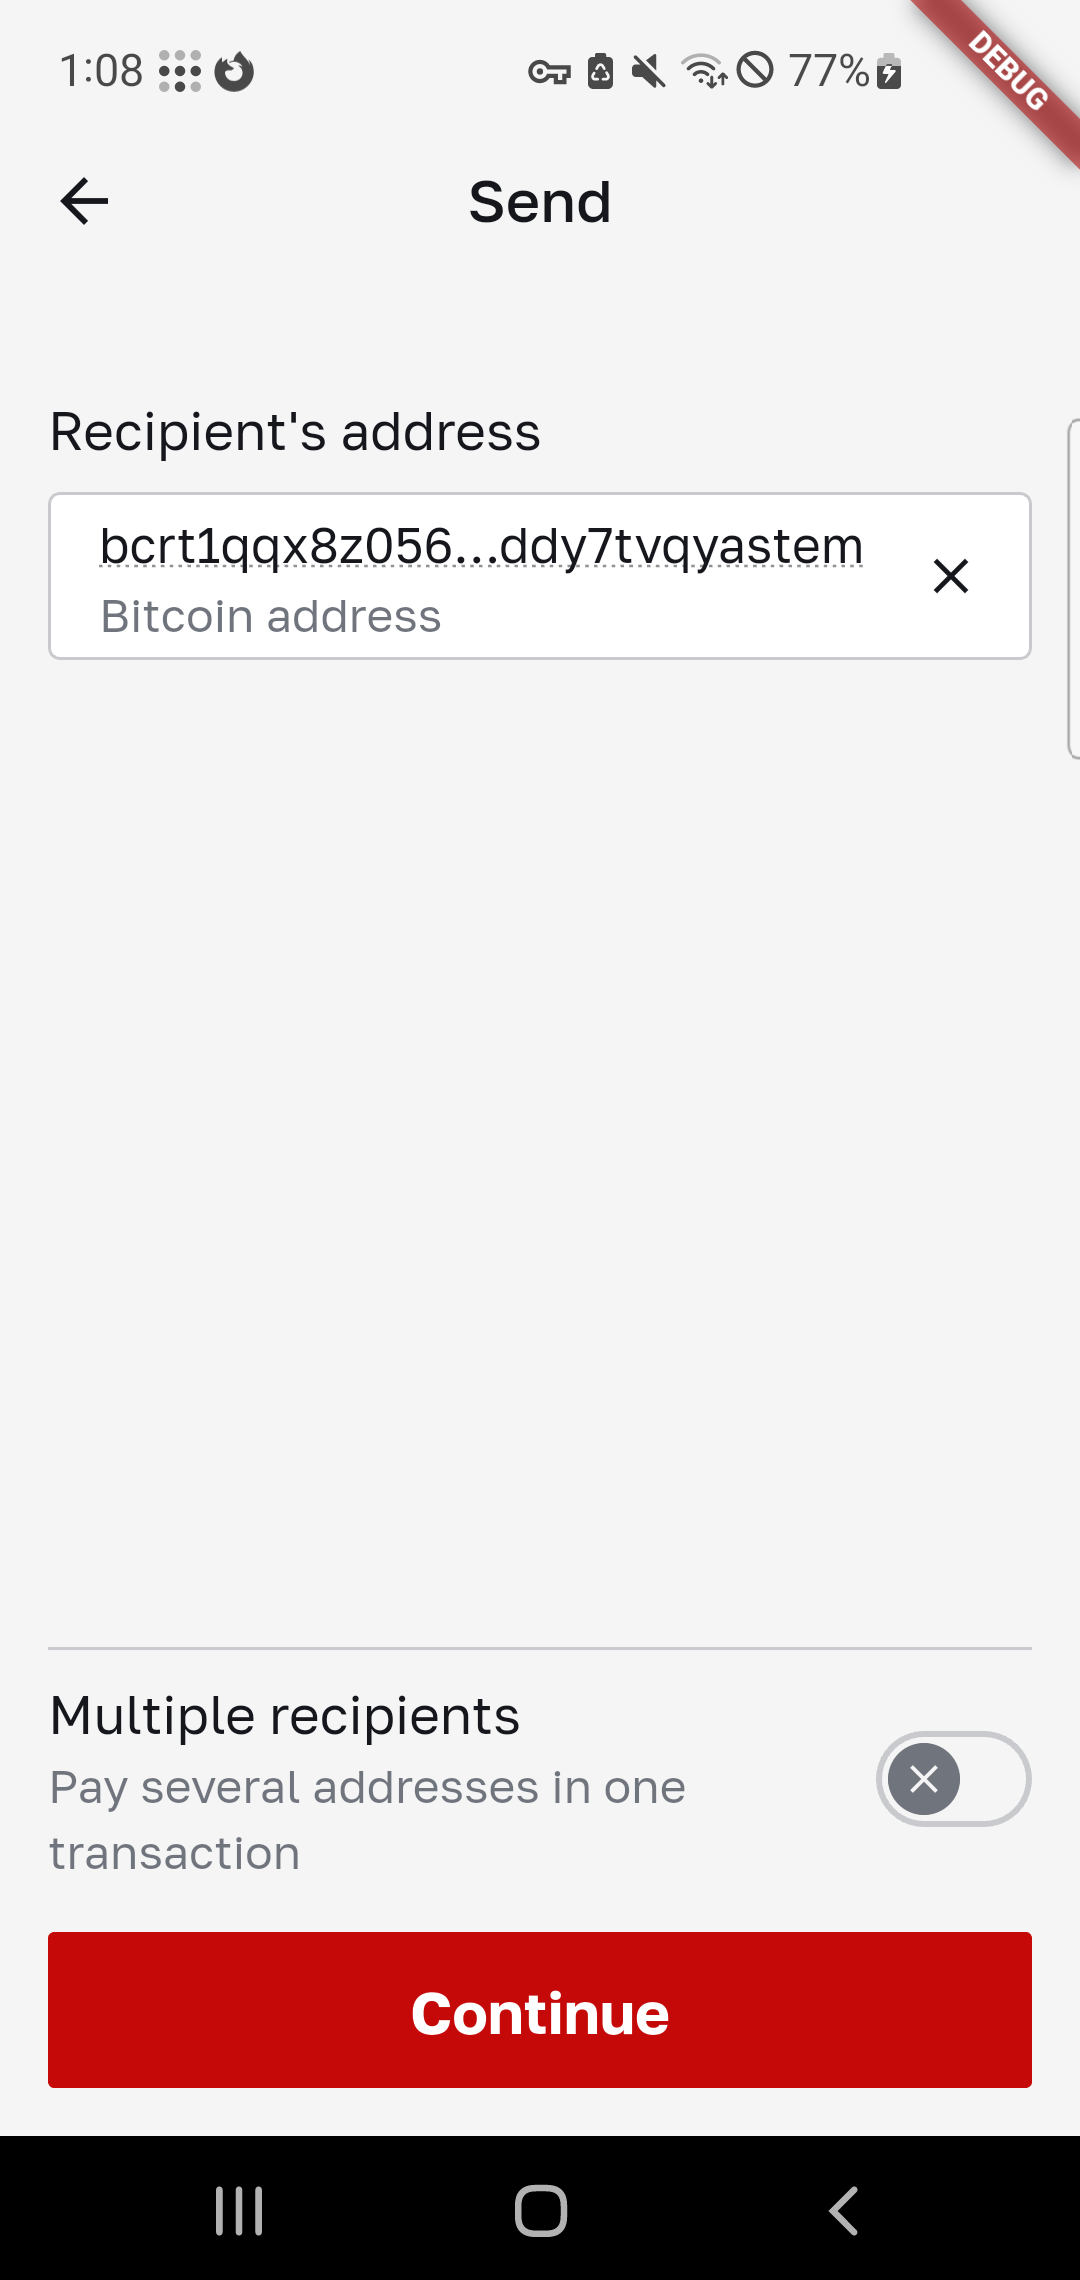 1:08
77%
DEBUG
Send
Recipient's address
bcrt1qqx8z056...ddy7tvqyastem
Bitcoin address
Multiple recipients
Pay several addresses in one
transaction
Continue